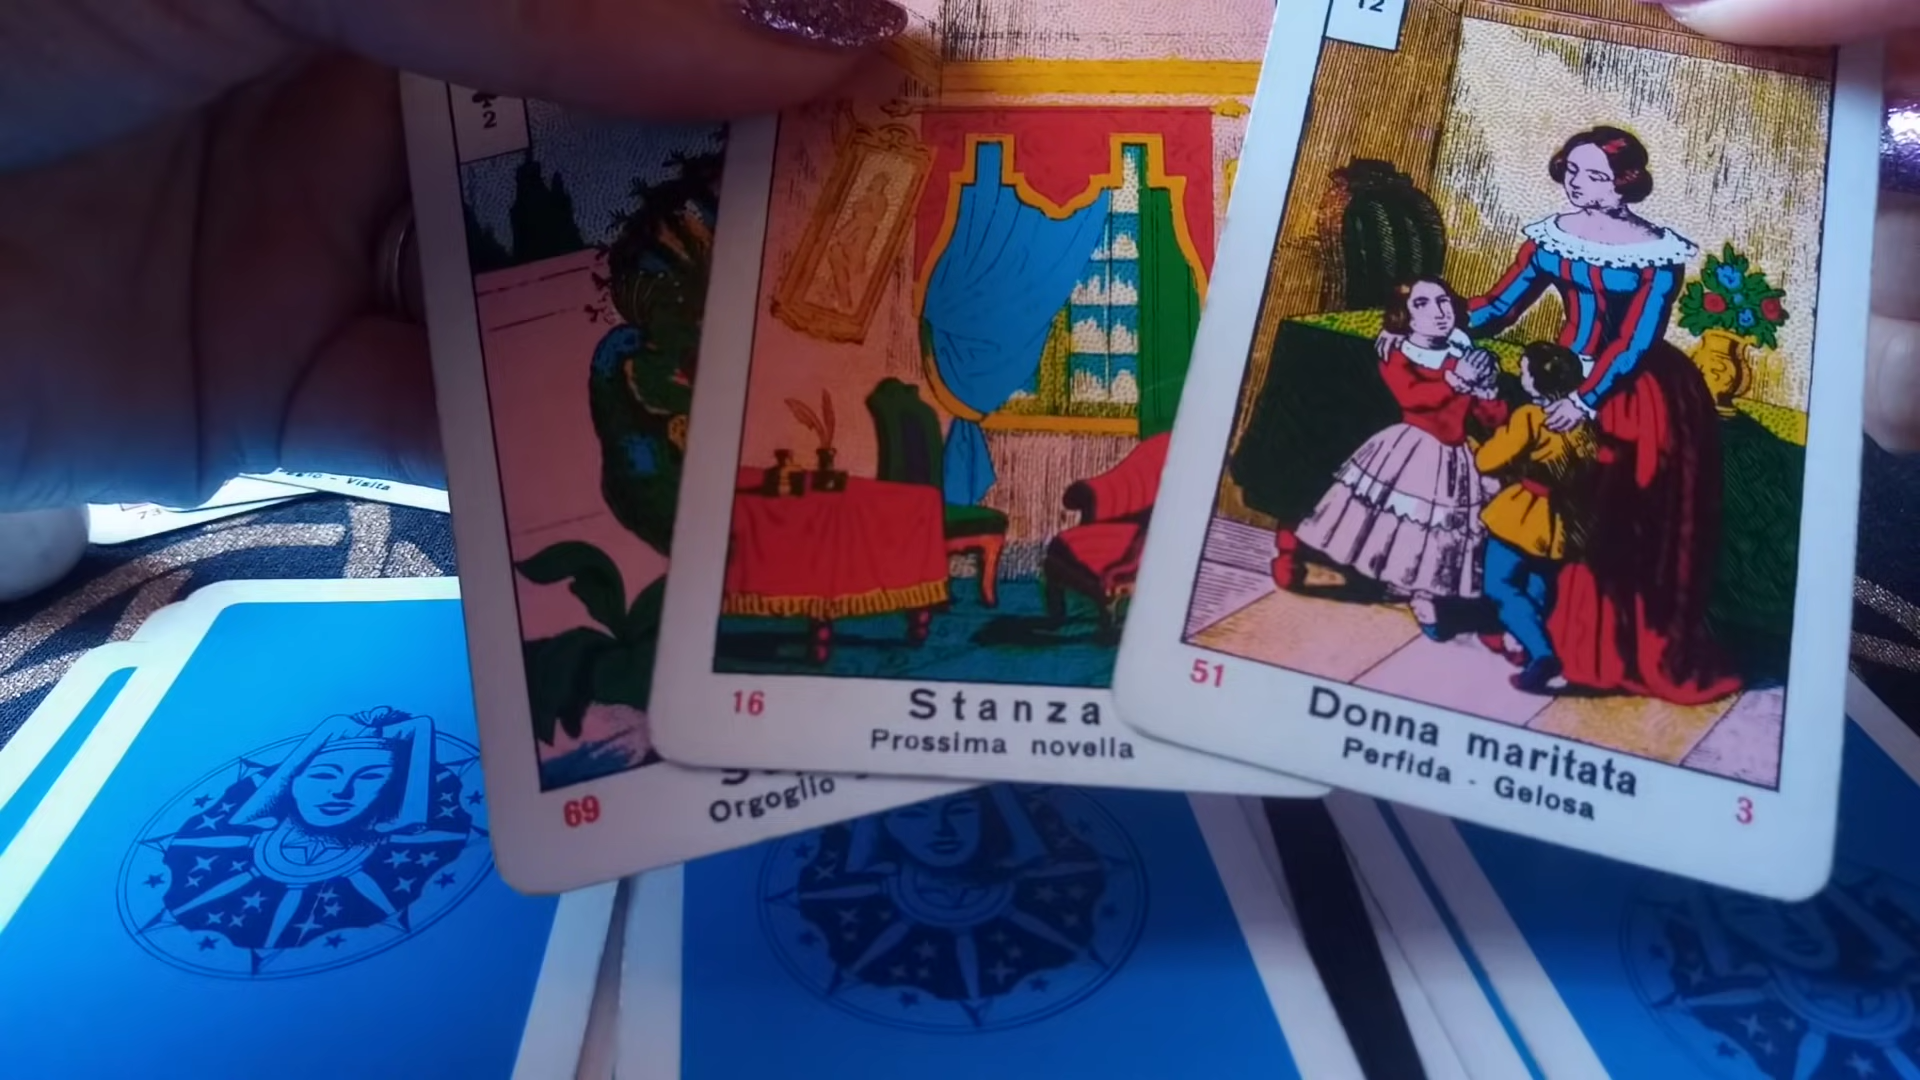 2
12
Visita
16
Stanza
Prossima novella
51
Donna maritata
Perfida - Gelosa
3
69
Orgoglio